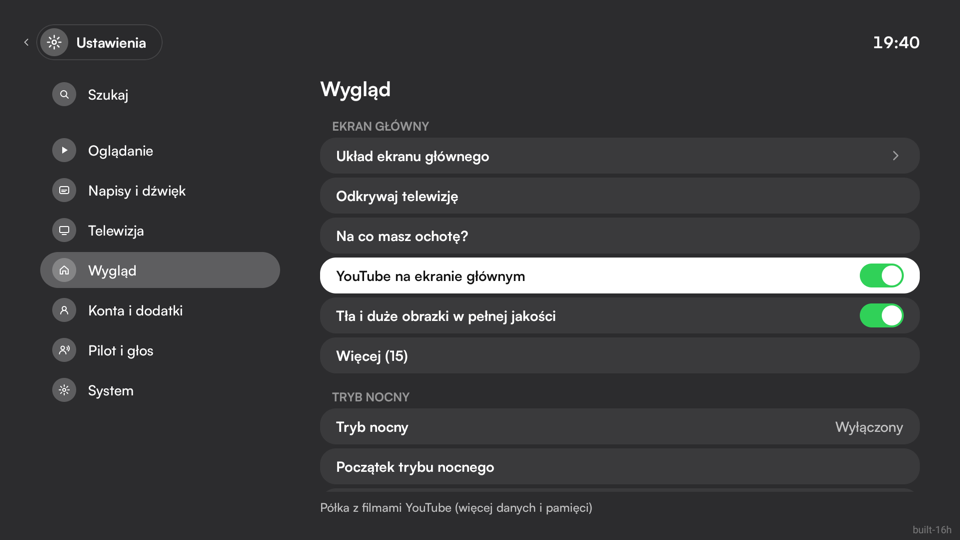 Ustawienia
19:40
Szukaj
Oglądanie
Napisy i dźwięk
Telewizja
Wygląd
Konta i dodatki
Pilot i głos
System
Wygląd
EKRAN GŁÓWNY
Układ ekranu głównego
Odkrywaj telewizję
Na co masz ochotę?
YouTube na ekranie głównym
Tła i duże obrazki w pełnej jakości
Więcej (15)
TRYB NOCNY
Tryb nocny Wyłączony
Początek trybu nocnego
Półka z filmami YouTube (więcej danych i pamięci)
built-16h